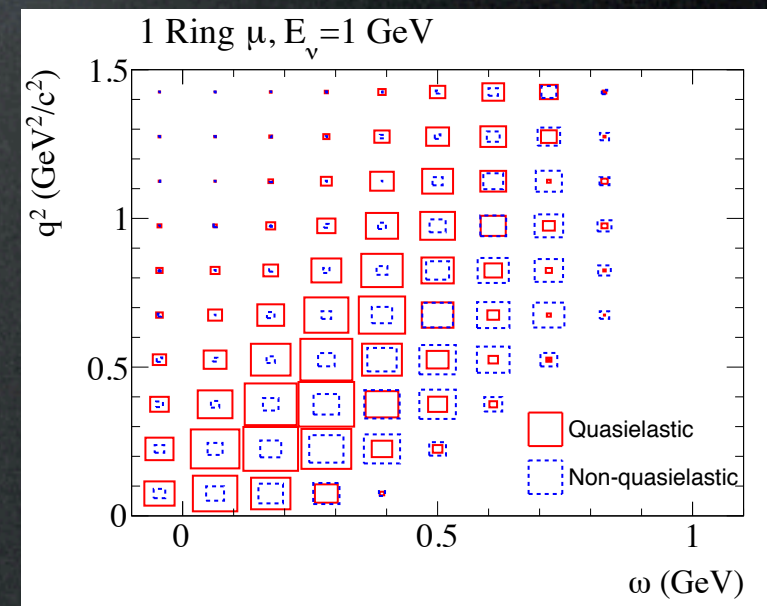 1 Ring μ, E_ν=1 GeV
q² (GeV²/c²)
1.5
1
0.5
0
Quasielastic
Non-quasielastic
0 0.5 1
ω (GeV)